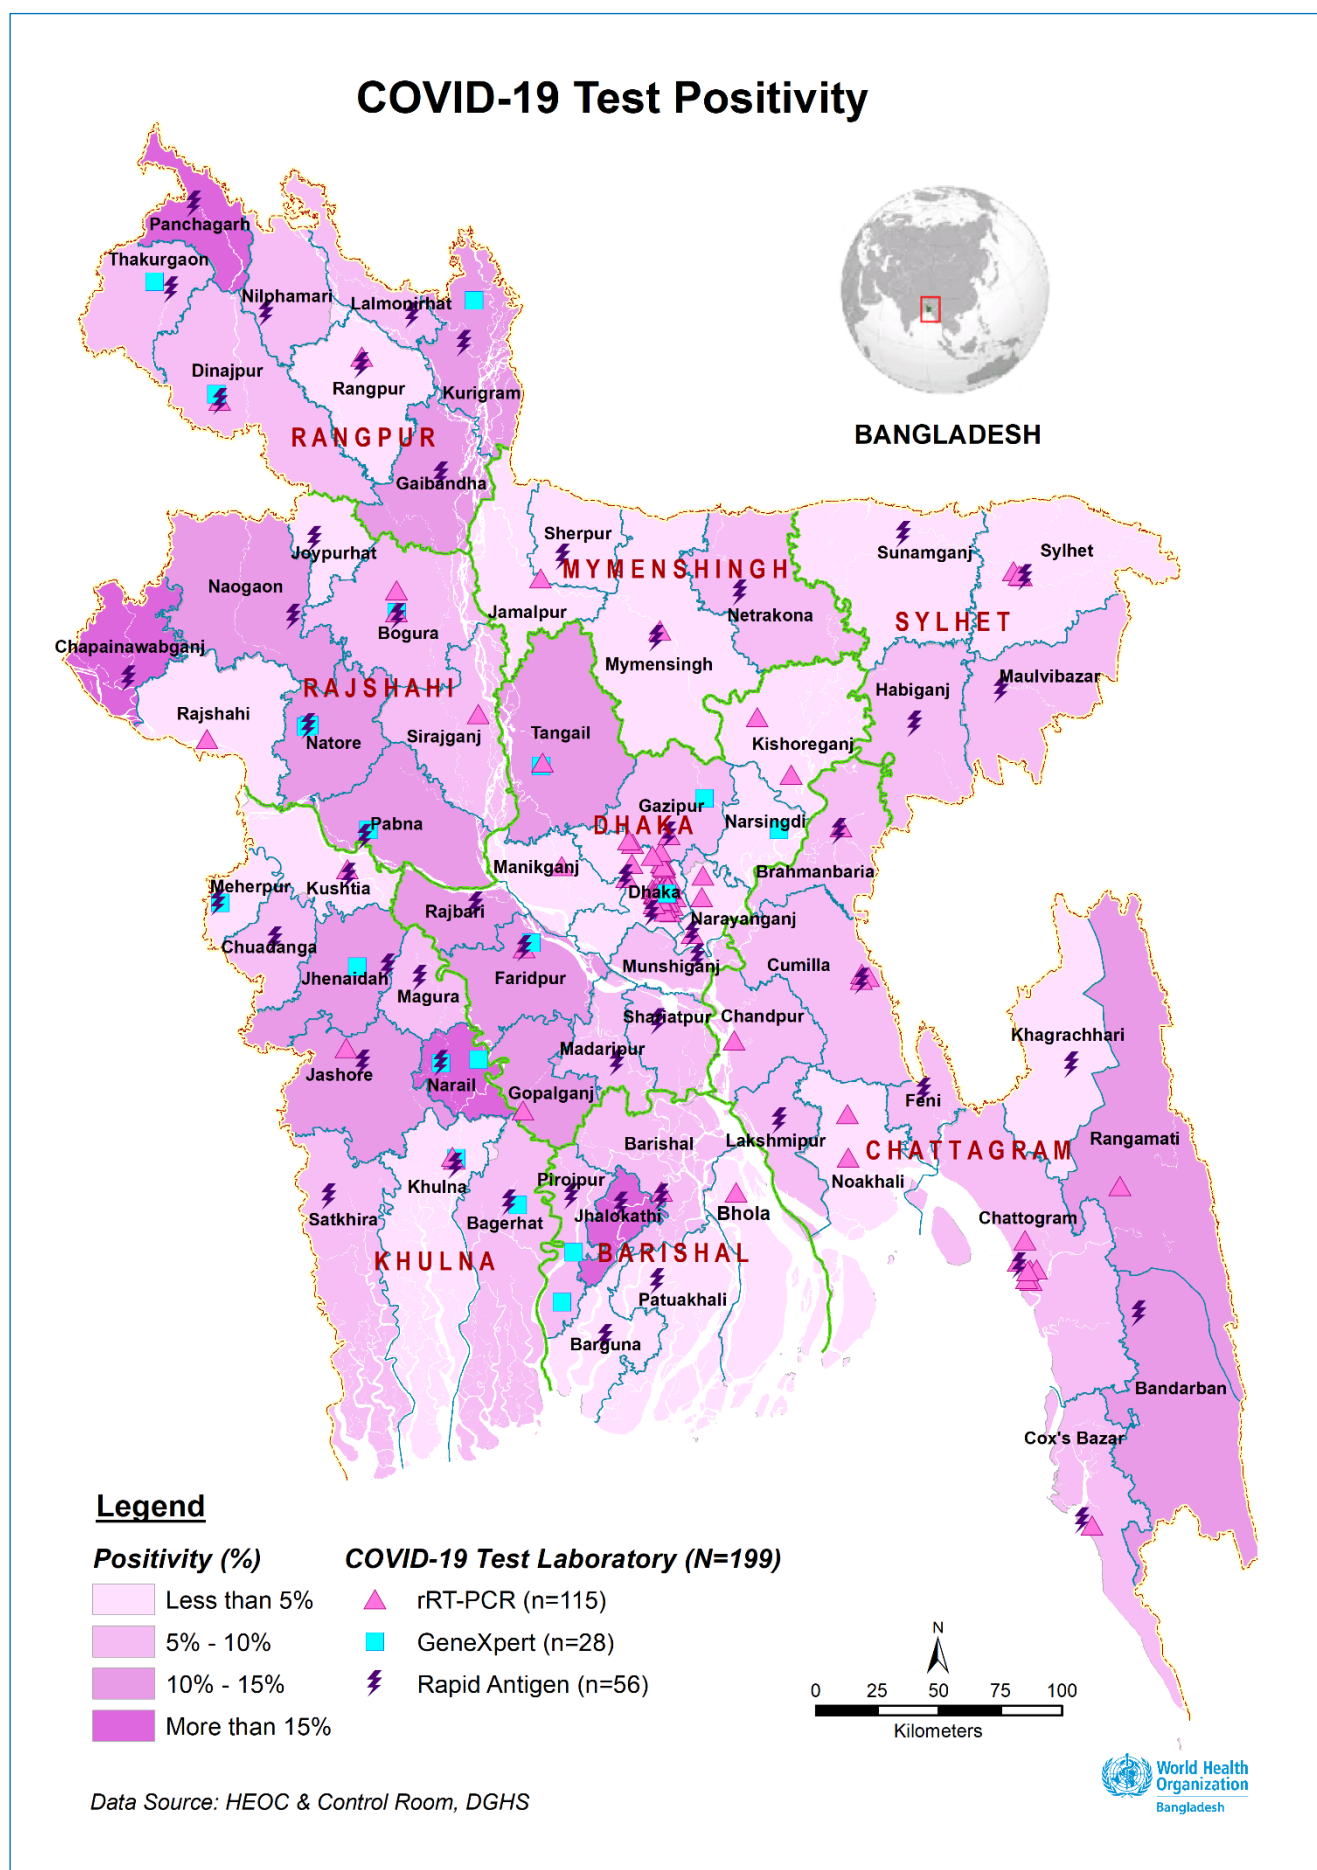 COVID-19 Test Positivity
BANGLADESH
Panchagarh
Thakurgaon
Nilphamari
Lalmonirhat
Dinajpur
Rangpur
Kurigram
RANGPUR
Gaibandha
Joypurhat
Naogaon
Bogura
Chapainawabganj
RAJSHAHI
Rajshahi
Natore
Sirajganj
Pabna
Sherpur
MYMENSHINGH
Jamalpur
Netrakona
Mymensingh
Sunamganj
Sylhet
SYLHET
Habiganj
Maulvibazar
Tangail
Kishoreganj
Gazipur
DHAKA
Narsingdi
Manikganj
Dhaka
Narayanganj
Munshiganj
Brahmanbaria
Meherpur
Kushtia
Chuadanga
Rajbari
Jhenaidah
Magura
Faridpur
Shariatpur
Madaripur
Gopalganj
Jashore
Narail
Cumilla
Chandpur
Feni
Lakshmipur
Noakhali
CHATTAGRAM
Khagrachhari
Rangamati
Chattogram
Bandarban
Cox's Bazar
Khulna
Satkhira
Bagerhat
KHULNA
Barishal
Pirojpur
Jhalokathi
Bhola
BARISHAL
Patuakhali
Barguna
Legend
Positivity (%)
Less than 5%
5% - 10%
10% - 15%
More than 15%
COVID-19 Test Laboratory (N=199)
rRT-PCR (n=115)
GeneXpert (n=28)
Rapid Antigen (n=56)
N
0 25 50 75 100
Kilometers
World Health
Organization
Bangladesh
Data Source: HEOC & Control Room, DGHS